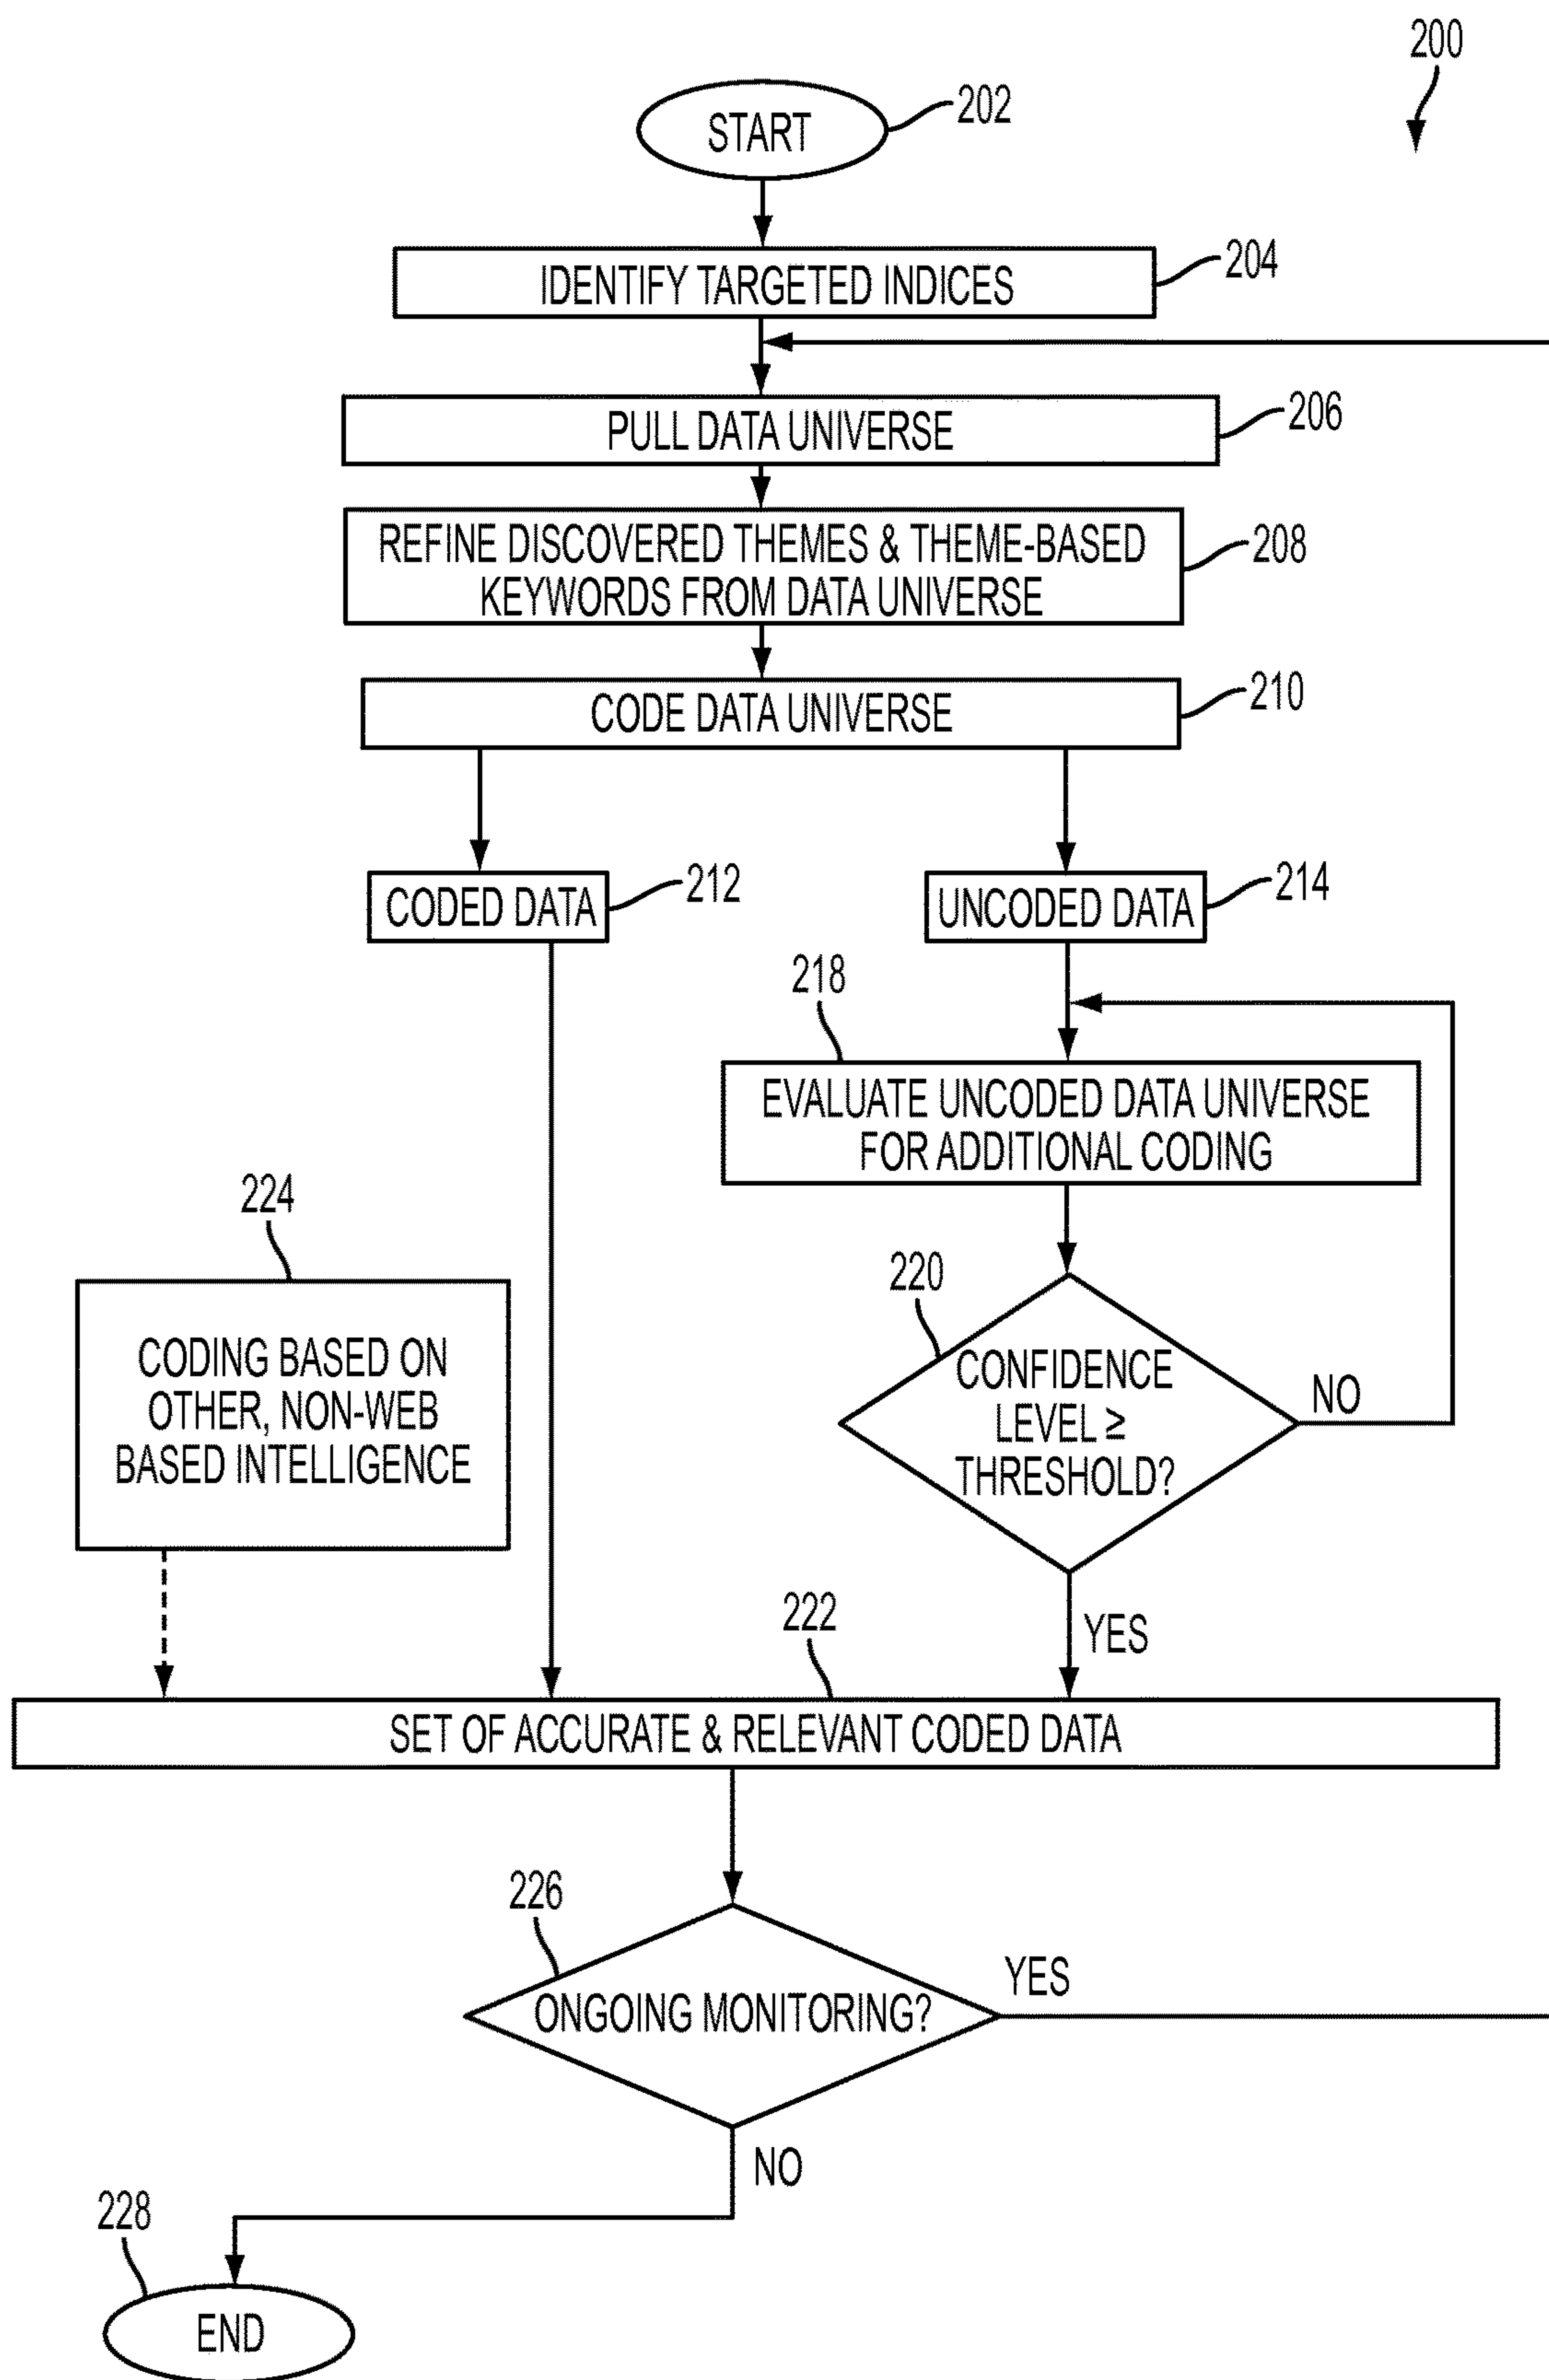 200
START
202
IDENTIFY TARGETED INDICES
204
PULL DATA UNIVERSE
206
REFINE DISCOVERED THEMES & THEME-BASED
KEYWORDS FROM DATA UNIVERSE
208
CODE DATA UNIVERSE
210
CODED DATA
212
UNCODED DATA
214
218
EVALUATE UNCODED DATA UNIVERSE
FOR ADDITIONAL CODING
224
CODING BASED ON
OTHER, NON-WEB
BASED INTELLIGENCE
220
CONFIDENCE
LEVEL ≥
THRESHOLD?
NO
YES
222
SET OF ACCURATE & RELEVANT CODED DATA
226
ONGOING MONITORING?
YES
NO
228
END